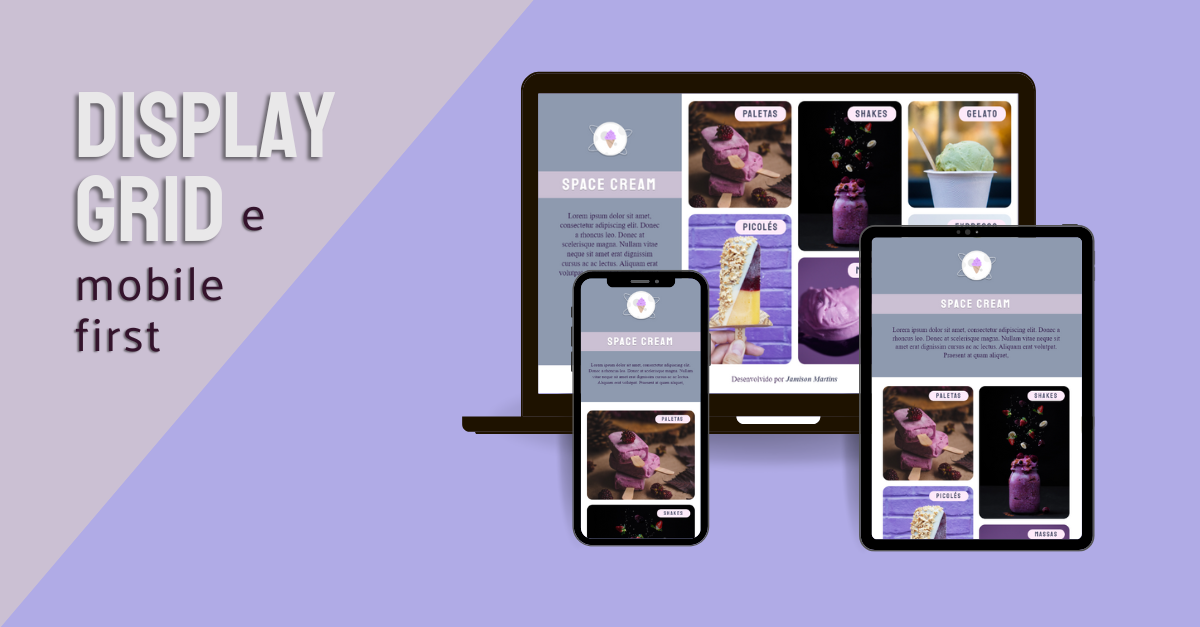 DISPLAY
GRID e
mobile
first
SPACE CREAM
Lorem ipsum dolor sit amet,
consectetur adipiscing elit. Donec
a rhoncus leo. Donec at
scelerisque magna. Nullam vitae
neque sit amet erat dignissim
cursus ac ac lectus. Aliquam erat
PALETAS
SHAKES
GELATO
PICOLÉS
Desenvolvido por Jamison Martins
SPACE CREAM
Lorem ipsum dolor sit amet, consectetur adipiscing elit. Donec a
rhoncus leo. Donec at scelerisque magna. Nullam vitae neque sit
amet erat dignissim cursus ac ac lectus. Aliquam erat volutpat.
Praesent at quam aliquet,
PALETAS
SHAKES
SPACE CREAM
Lorem ipsum dolor sit amet, consectetur adipiscing elit. Donec a
rhoncus leo. Donec at scelerisque magna. Nullam vitae neque sit
amet erat dignissim cursus ac ac lectus. Aliquam erat volutpat.
Praesent at quam aliquet,
PALETAS
SHAKES
PICOLÉS
MASSAS